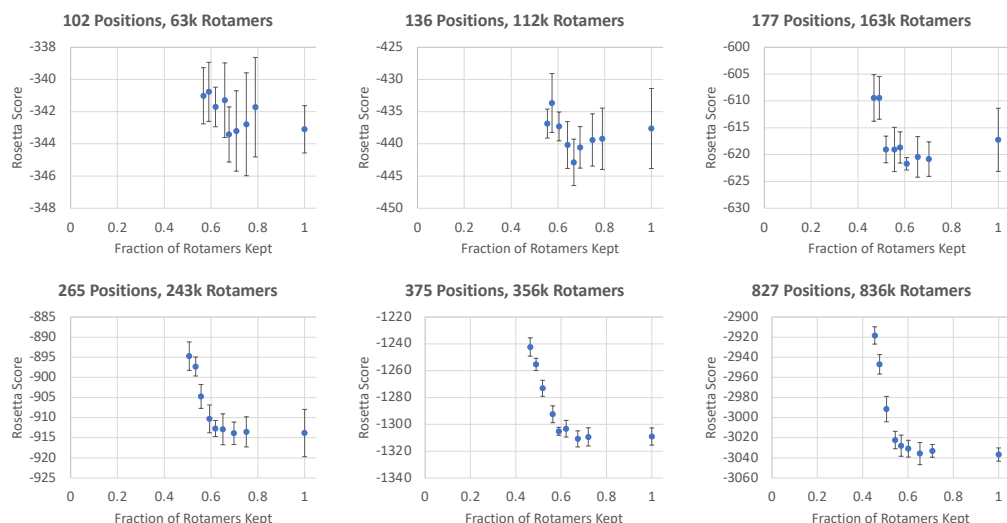 102 Positions, 63k Rotamers
-338
-340
-342
-344
-346
-348
Rosetta Score
0 0.2 0.4 0.6 0.8 1
Fraction of Rotamers Kept
136 Positions, 112k Rotamers
-425
-430
-435
-440
-445
-450
Rosetta Score
0 0.2 0.4 0.6 0.8 1
Fraction of Rotamers Kept
177 Positions, 163k Rotamers
-600
-605
-610
-615
-620
-625
-630
Rosetta Score
0 0.2 0.4 0.6 0.8 1
Fraction of Rotamers Kept
265 Positions, 243k Rotamers
-885
-890
-895
-900
-905
-910
-915
-920
-925
Rosetta Score
0 0.2 0.4 0.6 0.8 1
Fraction of Rotamers Kept
375 Positions, 356k Rotamers
-1220
-1240
-1260
-1280
-1300
-1320
-1340
Rosetta Score
0 0.2 0.4 0.6 0.8 1
Fraction of Rotamers Kept
827 Positions, 836k Rotamers
-2900
-2920
-2940
-2960
-2980
-3000
-3020
-3040
-3060
Rosetta Score
0 0.2 0.4 0.6 0.8 1
Fraction of Rotamers Kept